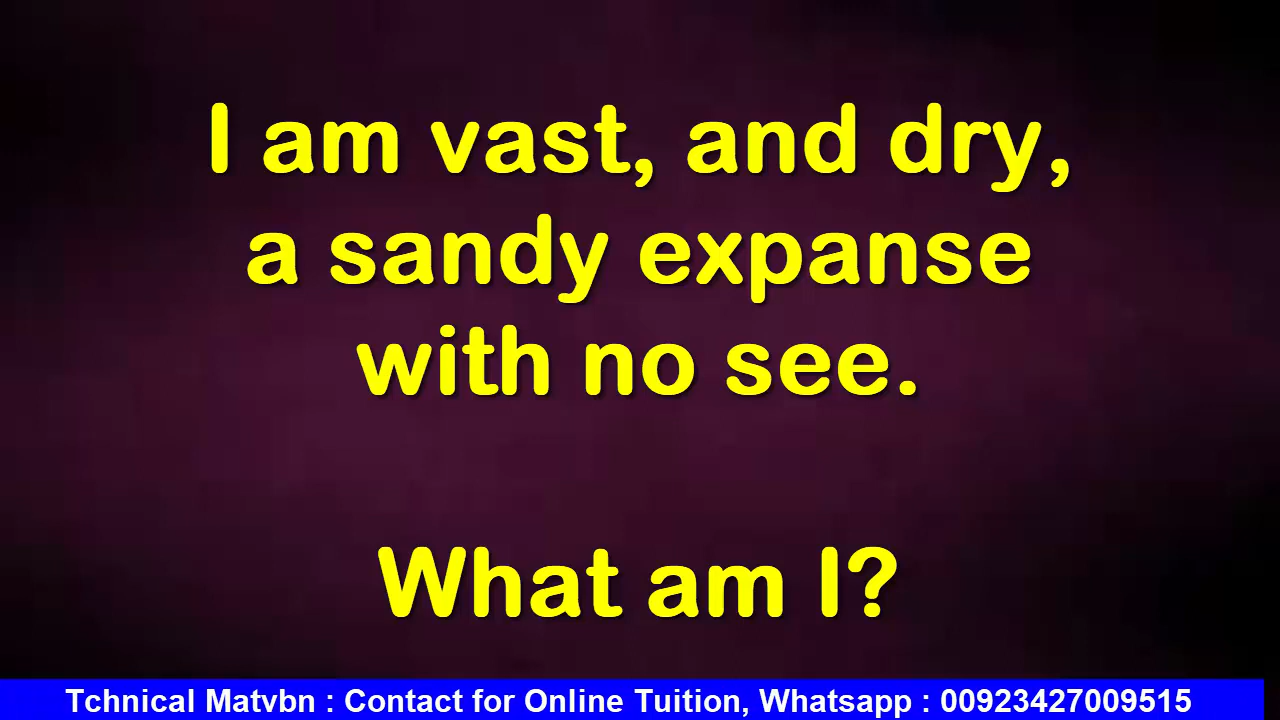 I am vast, and dry,
a sandy expanse
with no see.
What am I?
Tchnical Matvbn : Contact for Online Tuition, Whatsapp : 00923427009515